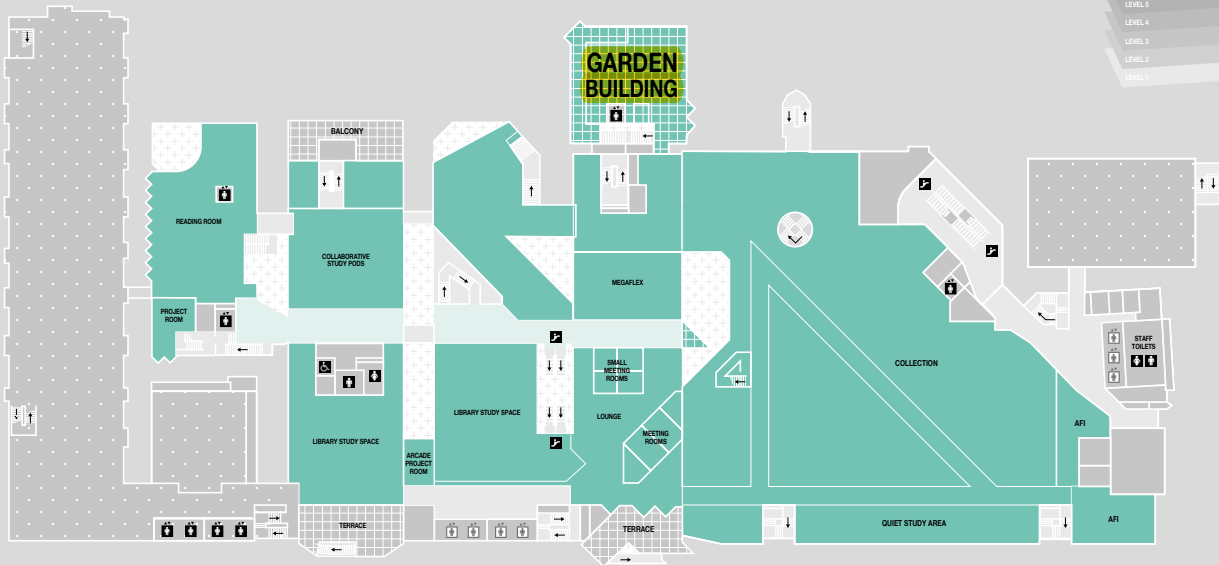 LEVEL 5
LEVEL 4
LEVEL 3
LEVEL 2
LEVEL 1
GARDEN
BUILDING
BALCONY
READING ROOM
COLLABORATIVE
STUDY PODS
MEGAFLEX
PROJECT
ROOM
STAFF
TOILETS
COLLECTION
SMALL
MEETING
ROOMS
LIBRARY STUDY SPACE
LOUNGE
LIBRARY STUDY SPACE
MEETING
ROOMS
AFI
ARCADE
PROJECT
ROOM
TERRACE
TERRACE
QUIET STUDY AREA
AFI